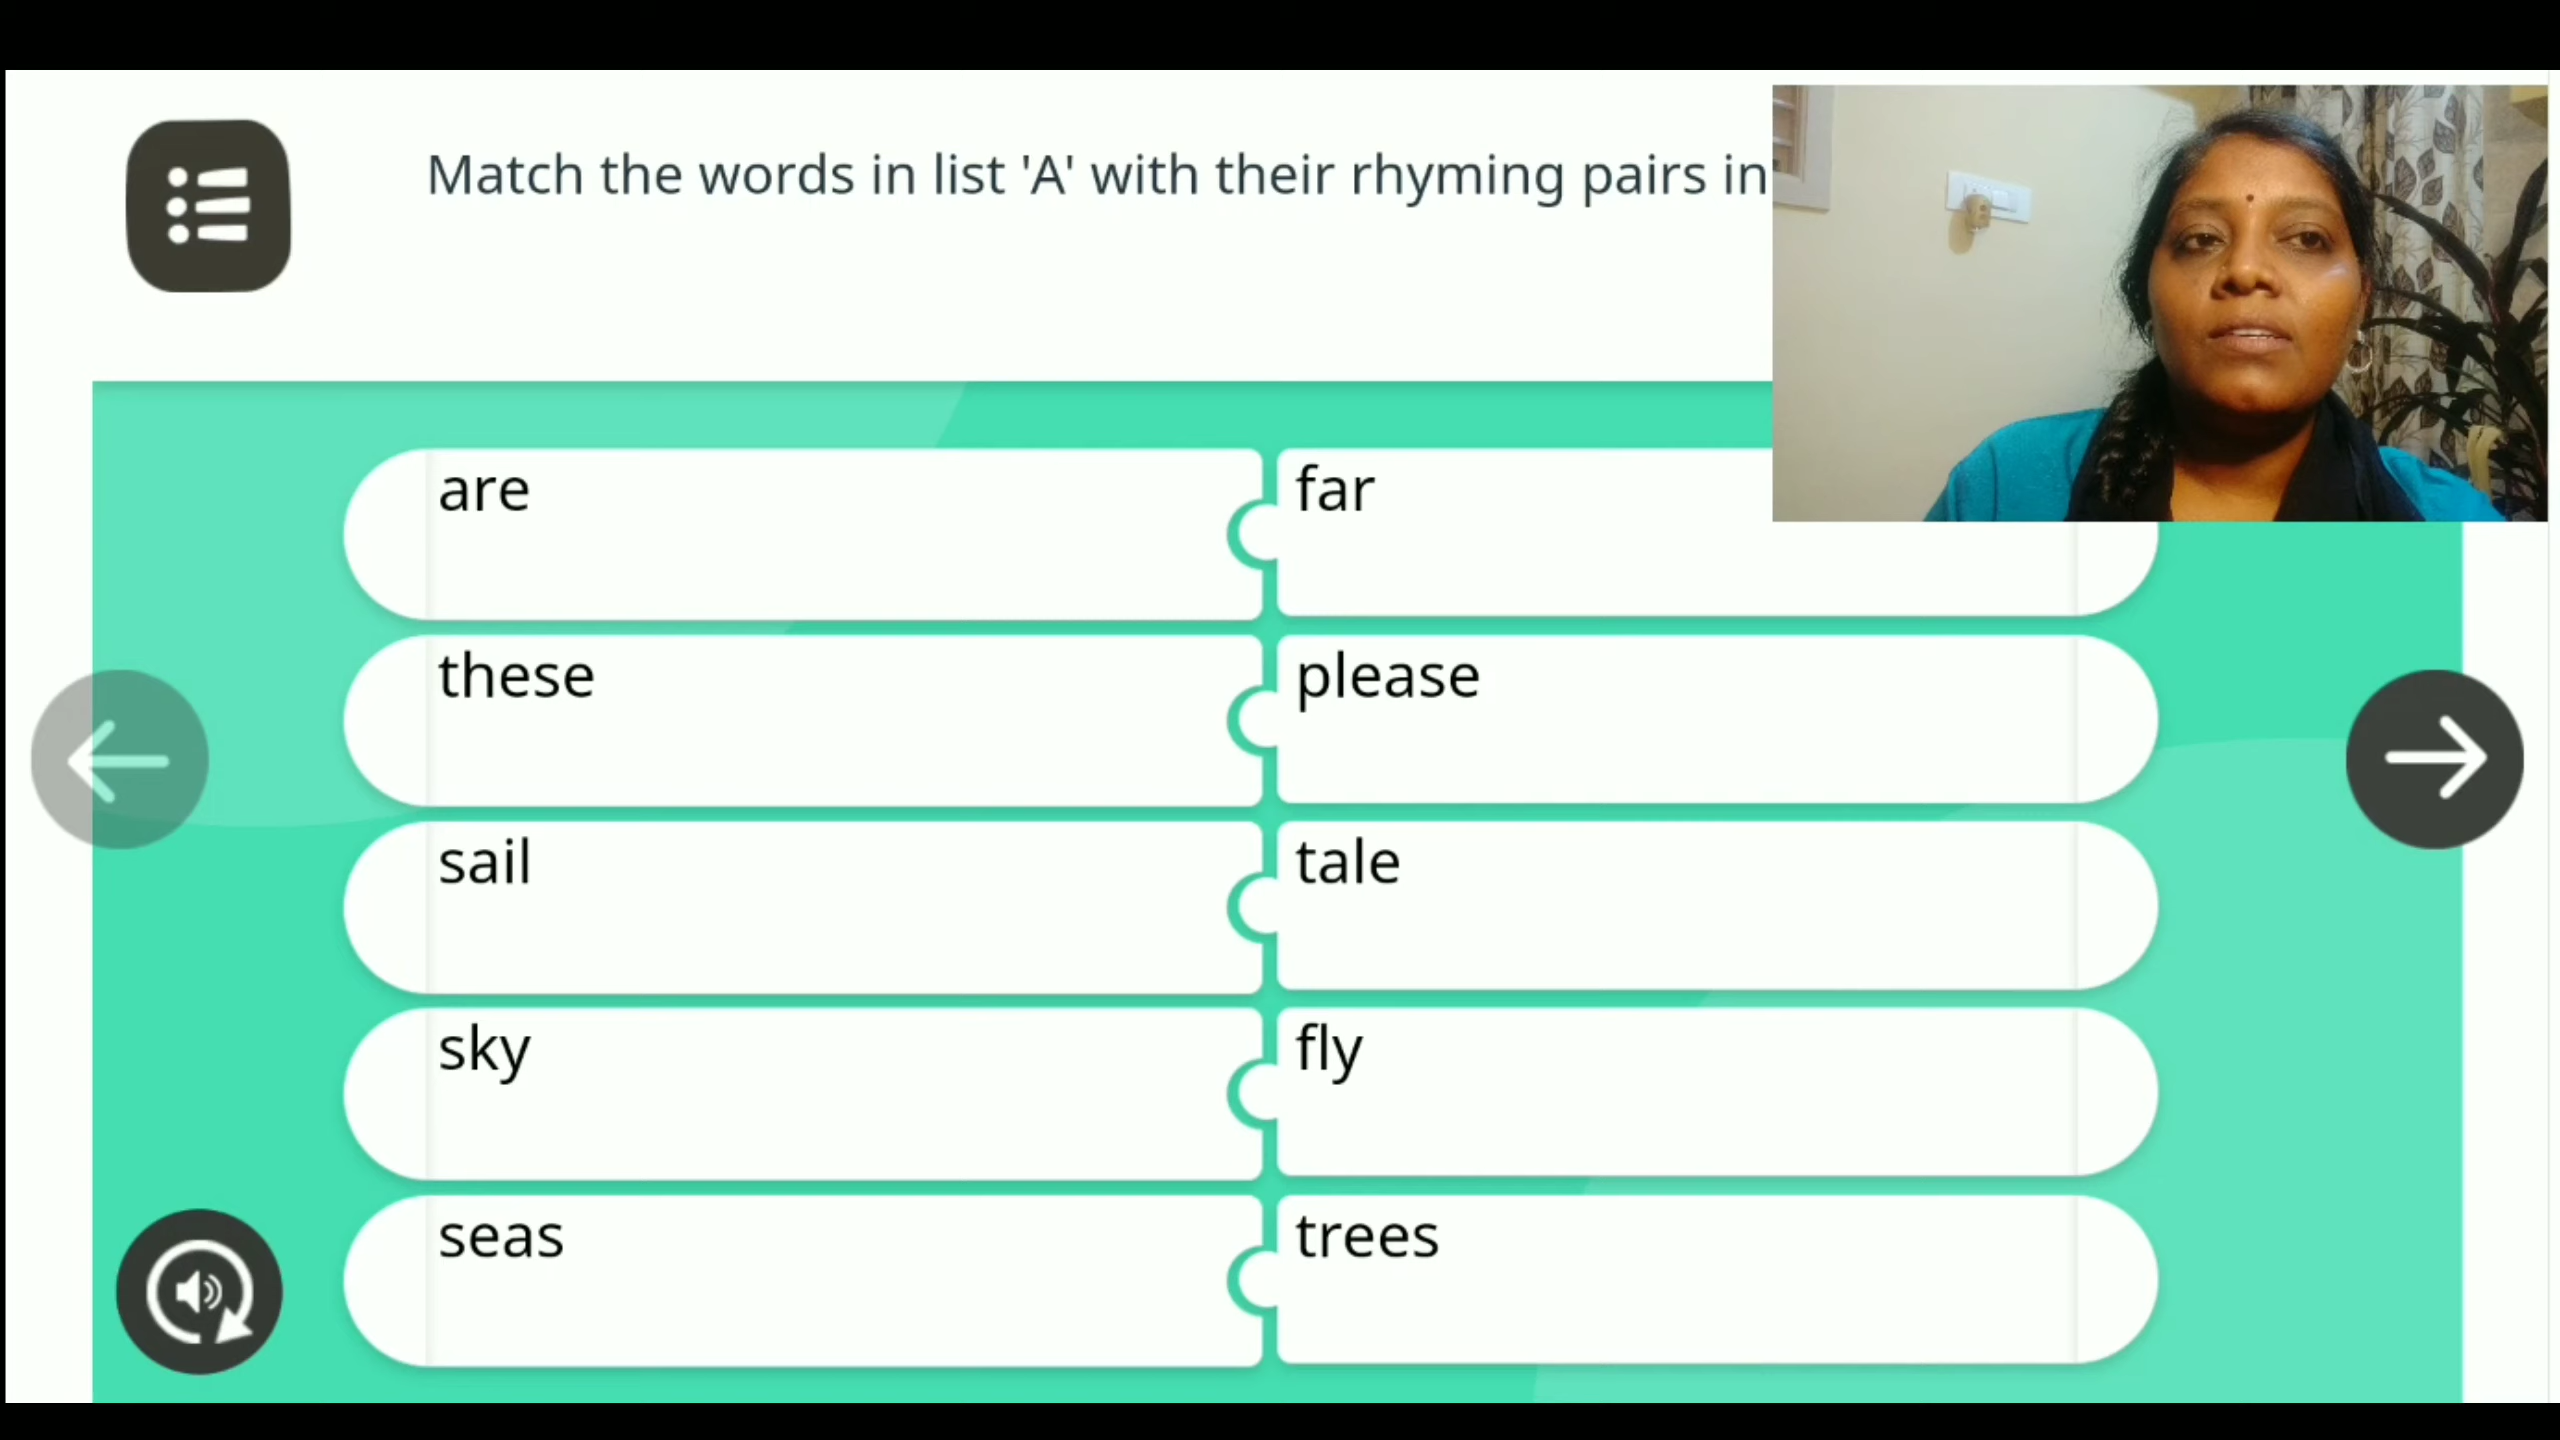 Match the words in list 'A' with their rhyming pairs in
are far
these please
sail tale
sky fly
seas trees